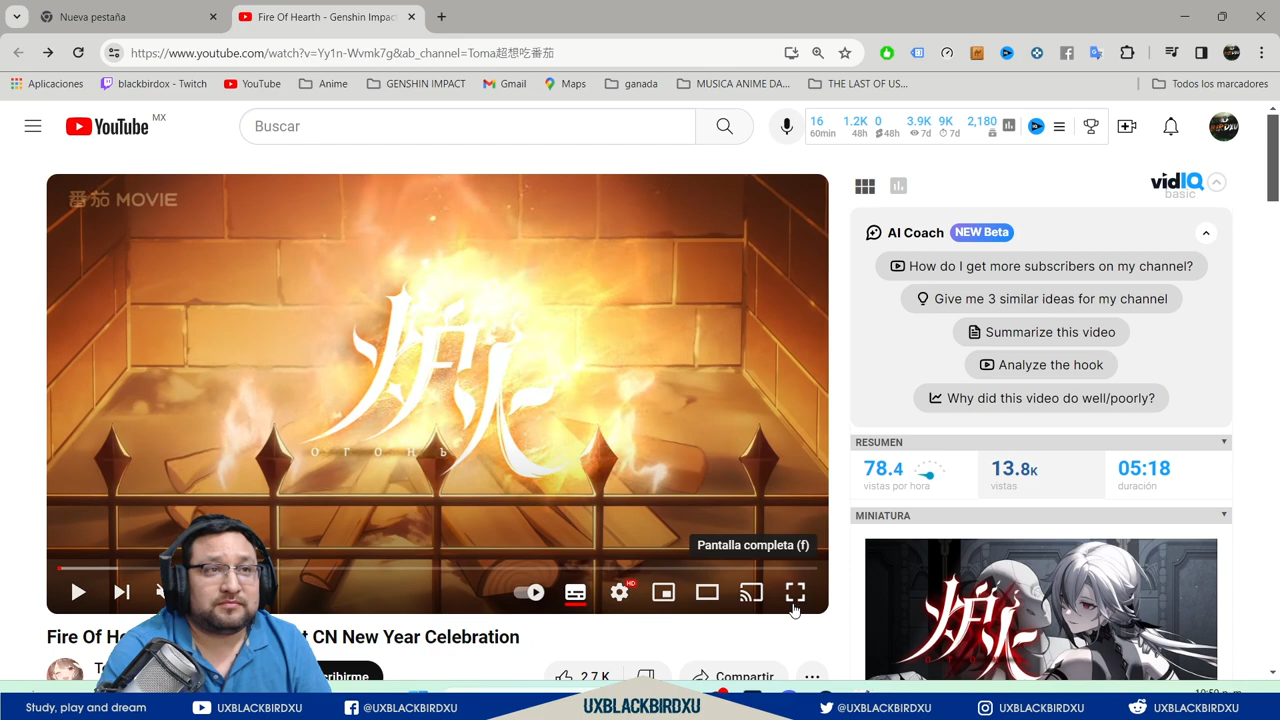 Nueva pestaña
Fire Of Hearth - Genshin Impac
https://www.youtube.com/watch?v=Yy1n-Wvmk7g&ab_channel=Toma超想吃番茄
Aplicaciones
blackbirdox - Twitch
YouTube
Anime
GENSHIN IMPACT
Gmail
Maps
ganada
MUSICA ANIME DA...
THE LAST OF US...
Todos los marcadores
YouTube MX
Buscar
16 1.2K 0 3.9K 9K 2,180
60min 48h 48h 7d 7d
番茄 MOVIE
炉火
ОГОНЬ
Pantalla completa (f)
HD
Fire Of He
t CN New Year Celebration
ribirme
2.7 K
Compartir
vidIQ
basic
AI Coach NEW Beta
How do I get more subscribers on my channel?
Give me 3 similar ideas for my channel
Summarize this video
Analyze the hook
Why did this video do well/poorly?
RESUMEN
78.4
vistas por hora
13.8K
vistas
05:18
duración
MINIATURA
炉火
Study, play and dream
UXBLACKBIRDXU
@UXBLACKBIRDXU
UXBLACKBIRDXU
@UXBLACKBIRDXU
UXBLACKBIRDXU
UXBLACKBIRDXU